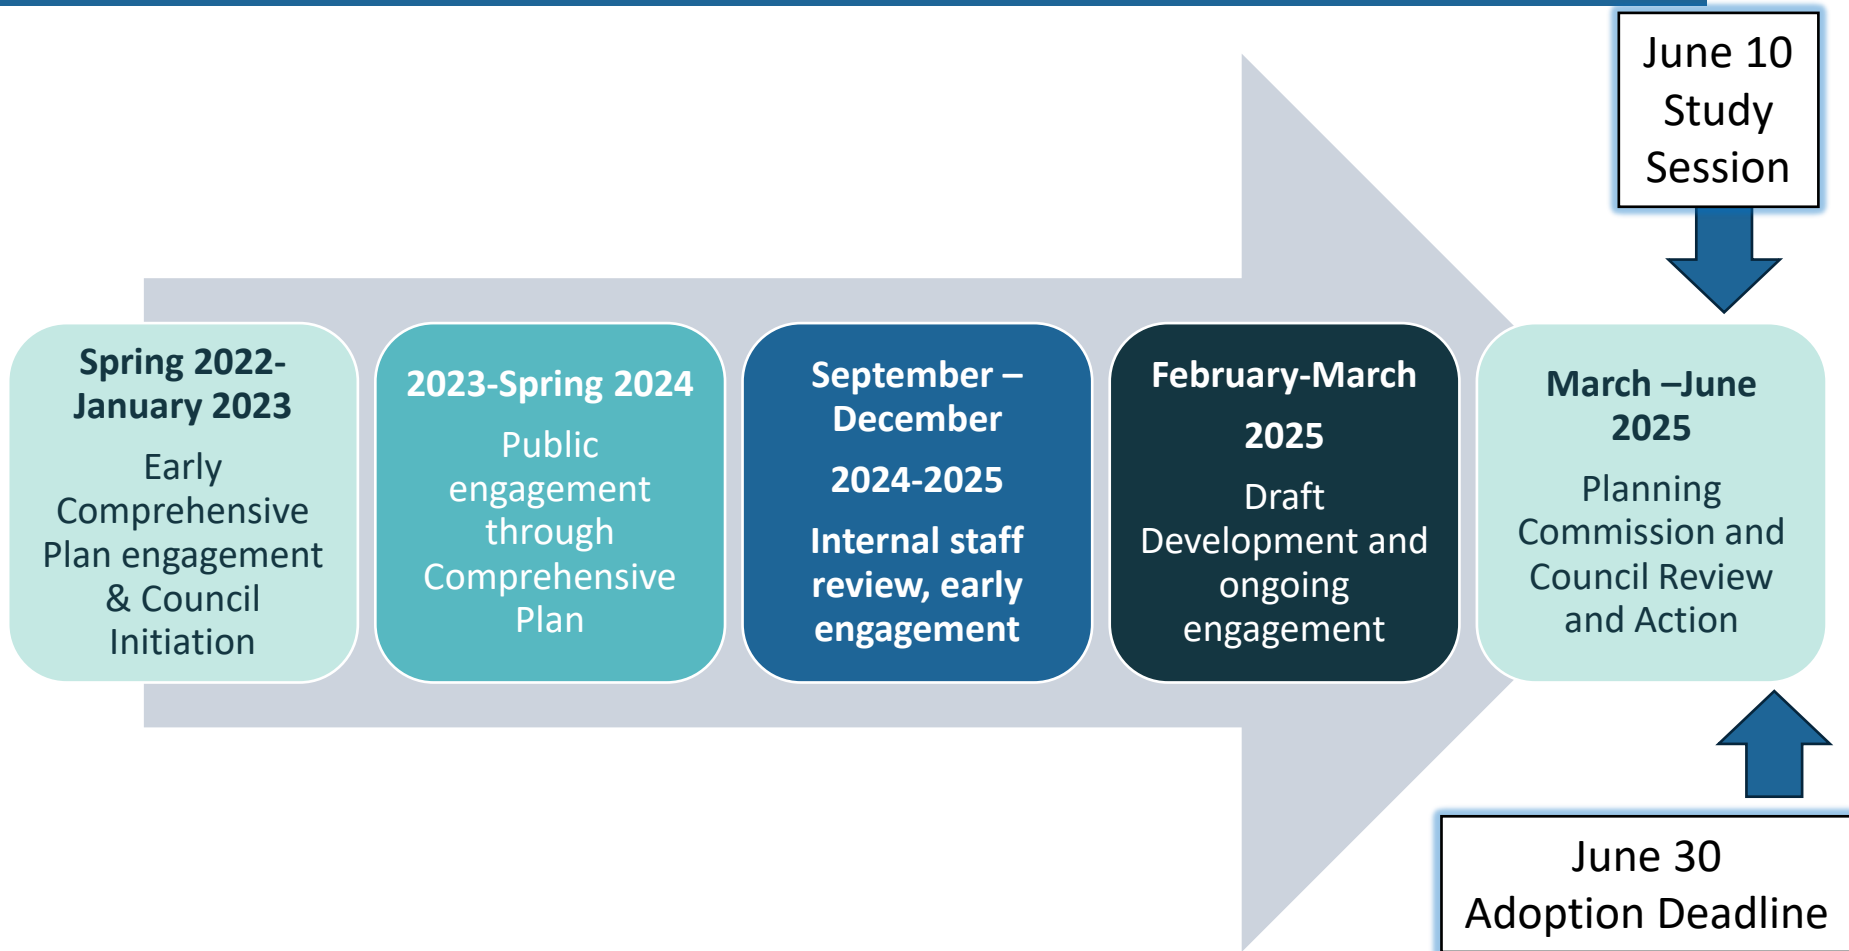 June 10
Study
Session
Spring 2022-
January 2023
Early
Comprehensive
Plan engagement
& Council
Initiation
2023-Spring 2024
Public
engagement
through
Comprehensive
Plan
September –
December
2024-2025
Internal staff
review, early
engagement
February-March
2025
Draft
Development and
ongoing
engagement
March –June
2025
Planning
Commission and
Council Review
and Action
June 30
Adoption Deadline